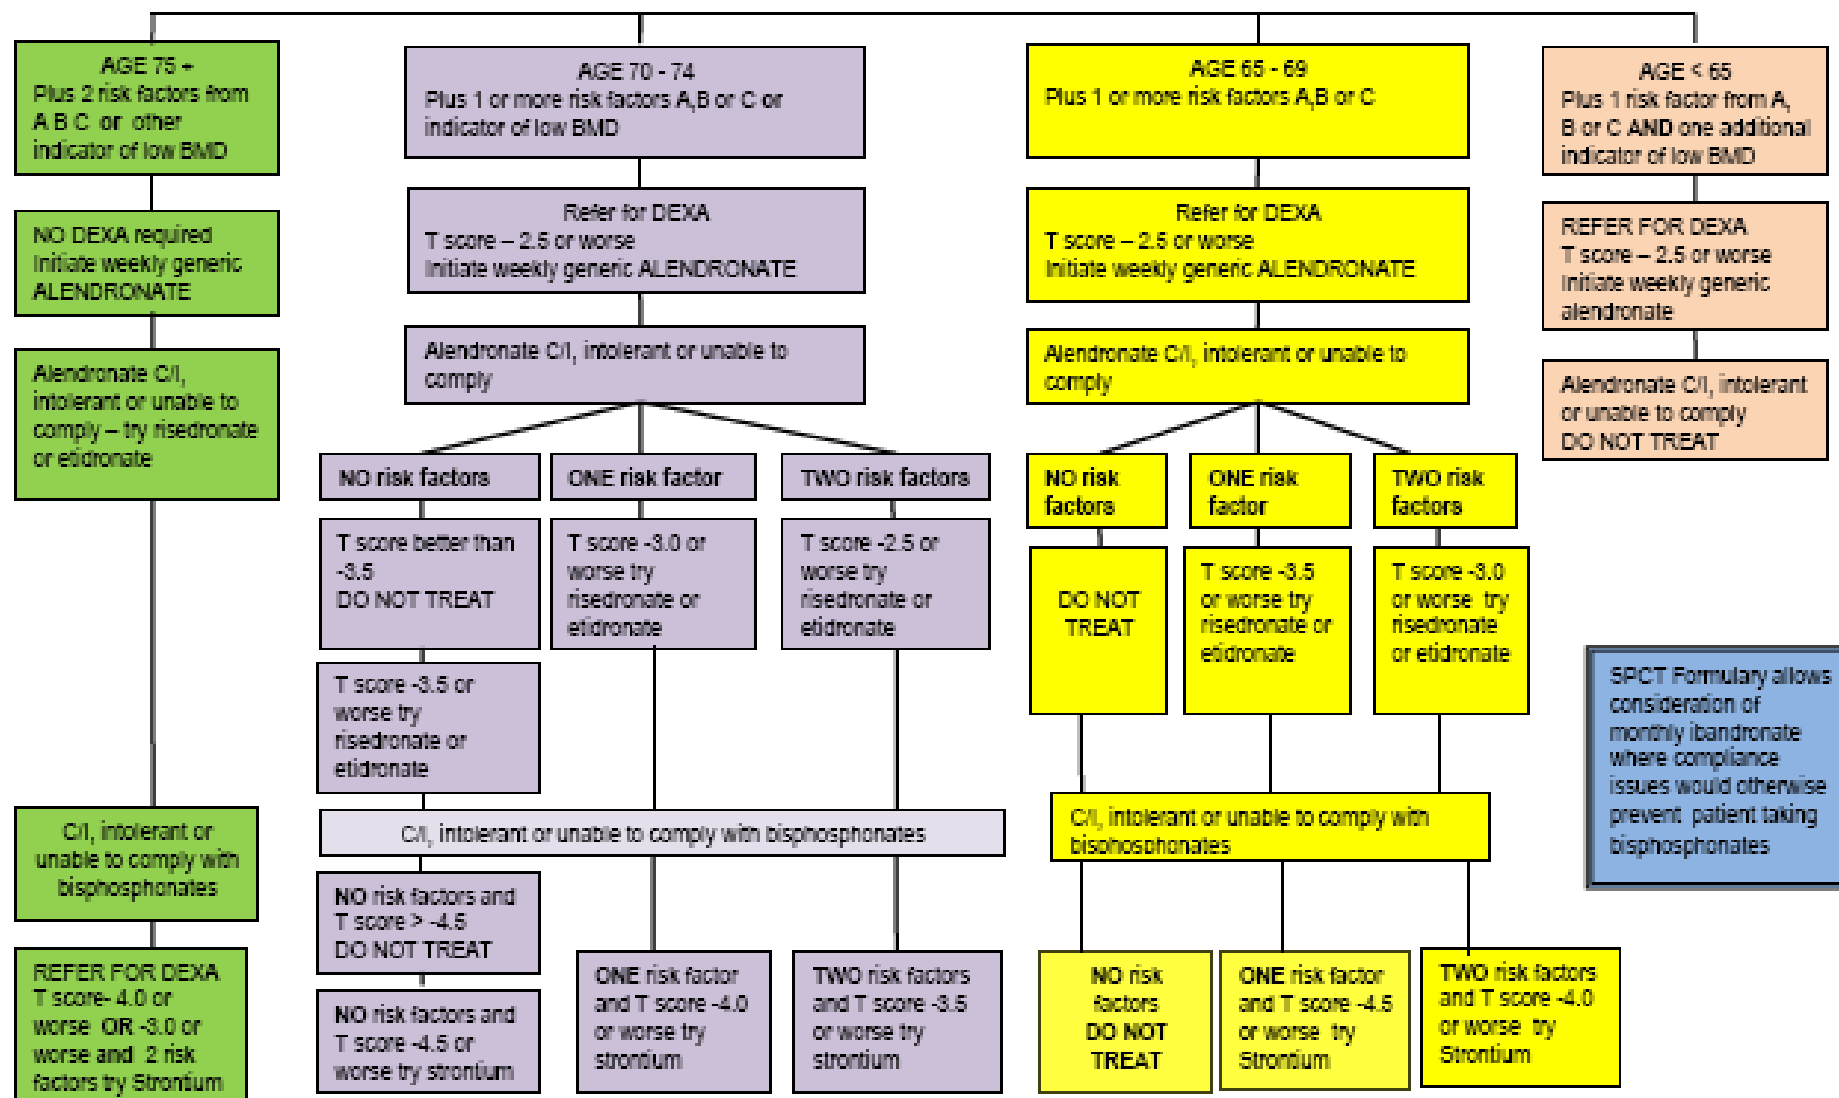 AGE 75 +
Plus 2 risk factors from
A B C or other
indicator of low BMD
NO DEXA required
Initiate weekly generic
ALENDRONATE
Alendronate C/I,
intolerant or unable to
comply – try risedronate
or etidronate
C/I, intolerant or
unable to comply with
bisphosphonates
REFER FOR DEXA
T score- 4.0 or
worse OR -3.0 or
worse and 2 risk
factors try Strontium
AGE 70 - 74
Plus 1 or more risk factors A,B or C or
indicator of low BMD
Refer for DEXA
T score – 2.5 or worse
Initiate weekly generic ALENDRONATE
Alendronate C/I, intolerant or unable to
comply
NO risk factors
T score better than
-3.5
DO NOT TREAT
T score -3.5 or
worse try
risedronate or
etidronate
ONE risk factor
T score -3.0 or
worse try
risedronate or
etidronate
TWO risk factors
T score -2.5 or
worse try
risedronate or
etidronate
C/I, intolerant or unable to comply with bisphosphonates
NO risk factors and
T score > -4.5
DO NOT TREAT
NO risk factors and
T score -4.5 or
worse try strontium
ONE risk factor
and T score -4.0
or worse try
strontium
TWO risk factors
and T score -3.5
or worse try
strontium
AGE 65 - 69
Plus 1 or more risk factors A,B or C
Refer for DEXA
T score – 2.5 or worse
Initiate weekly generic ALENDRONATE
Alendronate C/I, intolerant or unable to
comply
NO risk
factors
DO NOT
TREAT
ONE risk
factor
T score -3.5
or worse try
risedronate or
etidronate
TWO risk
factors
T score -3.0
or worse try
risedronate
or etidronate
C/I, intolerant or unable to comply with
bisphosphonates
NO risk
factors
DO NOT
TREAT
ONE risk factor
and T score -4.5
or worse try
Strontium
TWO risk factors
and T score -4.0
or worse try
Strontium
AGE < 65
Plus 1 risk factor from A,
B or C AND one additional
indicator of low BMD
REFER FOR DEXA
T score – 2.5 or worse
Initiate weekly generic
alendronate
Alendronate C/I, intolerant
or unable to comply
DO NOT TREAT
SPCT Formulary allows
consideration of
monthly ibandronate
where compliance
issues would otherwise
prevent patient taking
bisphosphonates